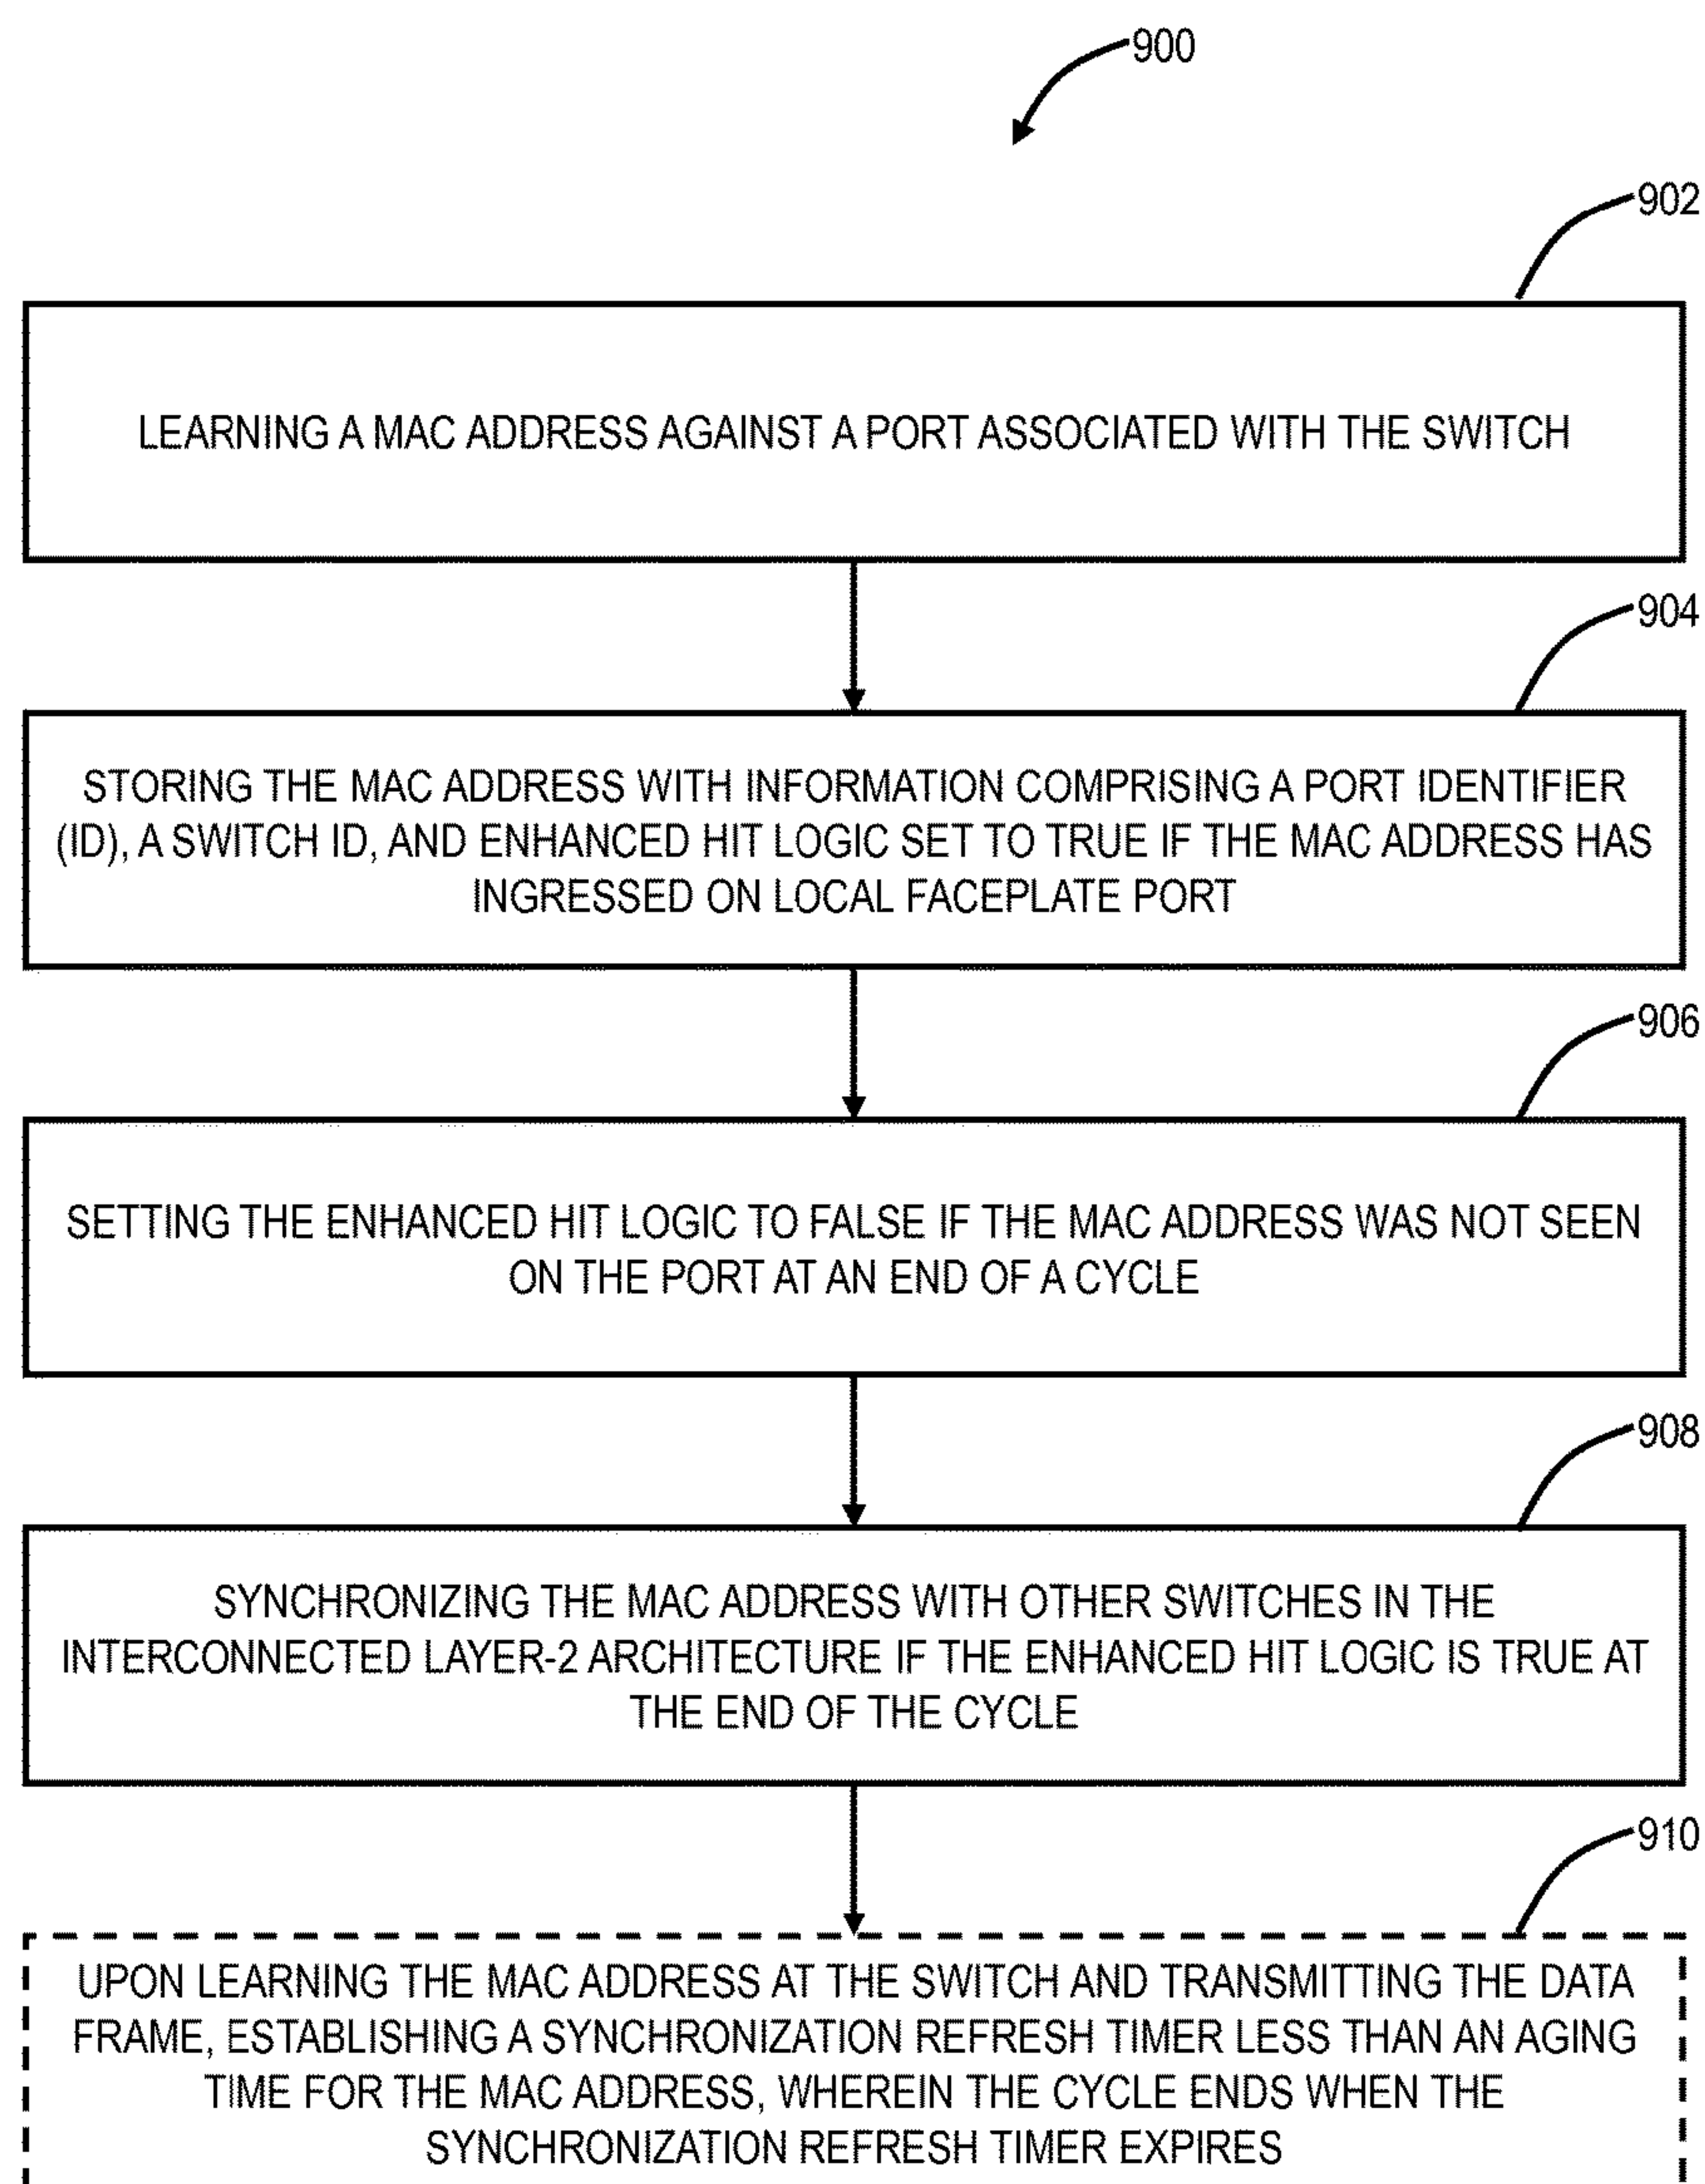 900
902
LEARNING A MAC ADDRESS AGAINST A PORT ASSOCIATED WITH THE SWITCH
904
STORING THE MAC ADDRESS WITH INFORMATION COMPRISING A PORT IDENTIFIER
(ID), A SWITCH ID, AND ENHANCED HIT LOGIC SET TO TRUE IF THE MAC ADDRESS HAS
INGRESSED ON LOCAL FACEPLATE PORT
906
SETTING THE ENHANCED HIT LOGIC TO FALSE IF THE MAC ADDRESS WAS NOT SEEN
ON THE PORT AT AN END OF A CYCLE
908
SYNCHRONIZING THE MAC ADDRESS WITH OTHER SWITCHES IN THE
INTERCONNECTED LAYER-2 ARCHITECTURE IF THE ENHANCED HIT LOGIC IS TRUE AT
THE END OF THE CYCLE
910
UPON LEARNING THE MAC ADDRESS AT THE SWITCH AND TRANSMITTING THE DATA
FRAME, ESTABLISHING A SYNCHRONIZATION REFRESH TIMER LESS THAN AN AGING
TIME FOR THE MAC ADDRESS, WHEREIN THE CYCLE ENDS WHEN THE
SYNCHRONIZATION REFRESH TIMER EXPIRES